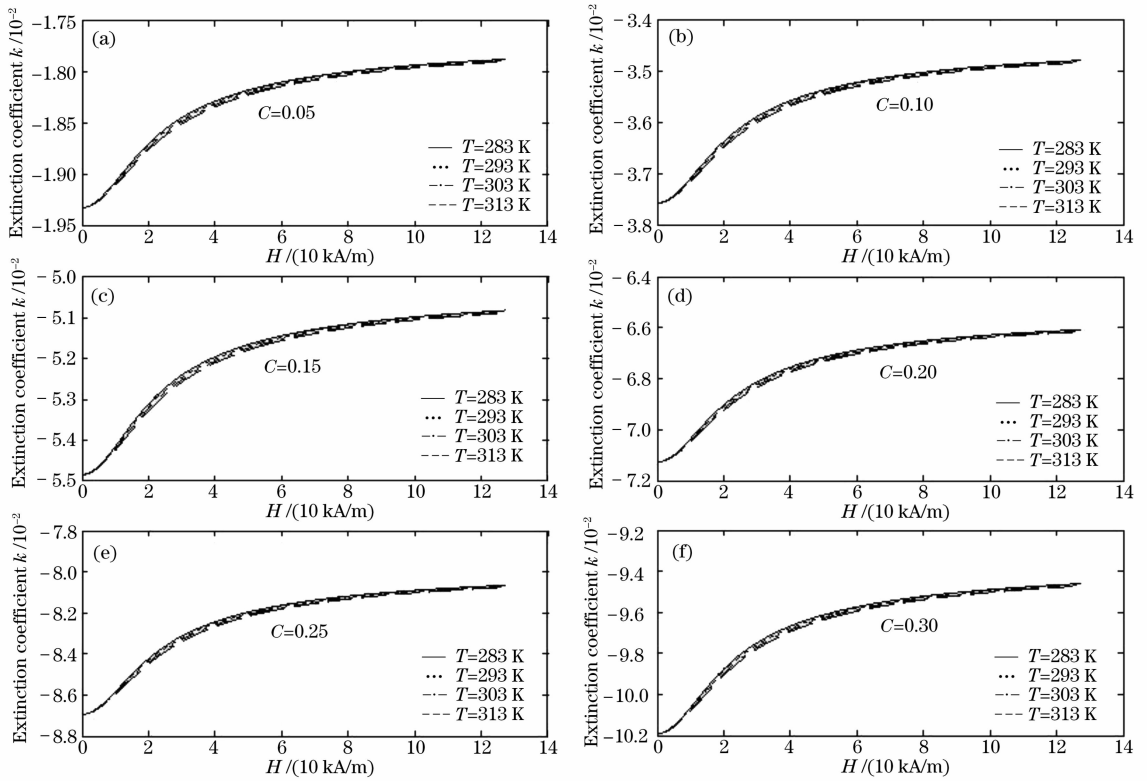 (a)
Extinction coefficient k /10⁻²
−1.75
−1.80
−1.85
−1.90
−1.95
C=0.05
T=283 K
T=293 K
T=303 K
T=313 K
0 2 4 6 8 10 12 14
H /(10 kA/m)
(b)
Extinction coefficient k /10⁻²
−3.4
−3.5
−3.6
−3.7
−3.8
C=0.10
T=283 K
T=293 K
T=303 K
T=313 K
0 2 4 6 8 10 12 14
H /(10 kA/m)
(c)
Extinction coefficient k /10⁻²
−5.0
−5.1
−5.2
−5.3
−5.4
−5.5
C=0.15
T=283 K
T=293 K
T=303 K
T=313 K
0 2 4 6 8 10 12 14
H /(10 kA/m)
(d)
Extinction coefficient k /10⁻²
−6.4
−6.6
−6.8
−7.0
−7.2
C=0.20
T=283 K
T=293 K
T=303 K
T=313 K
0 2 4 6 8 10 12 14
H /(10 kA/m)
(e)
Extinction coefficient k /10⁻²
−7.8
−8.0
−8.2
−8.4
−8.6
−8.8
C=0.25
T=283 K
T=293 K
T=303 K
T=313 K
0 2 4 6 8 10 12 14
H /(10 kA/m)
(f)
Extinction coefficient k /10⁻²
−9.2
−9.4
−9.6
−9.8
−10.0
−10.2
C=0.30
T=283 K
T=293 K
T=303 K
T=313 K
0 2 4 6 8 10 12 14
H /(10 kA/m)